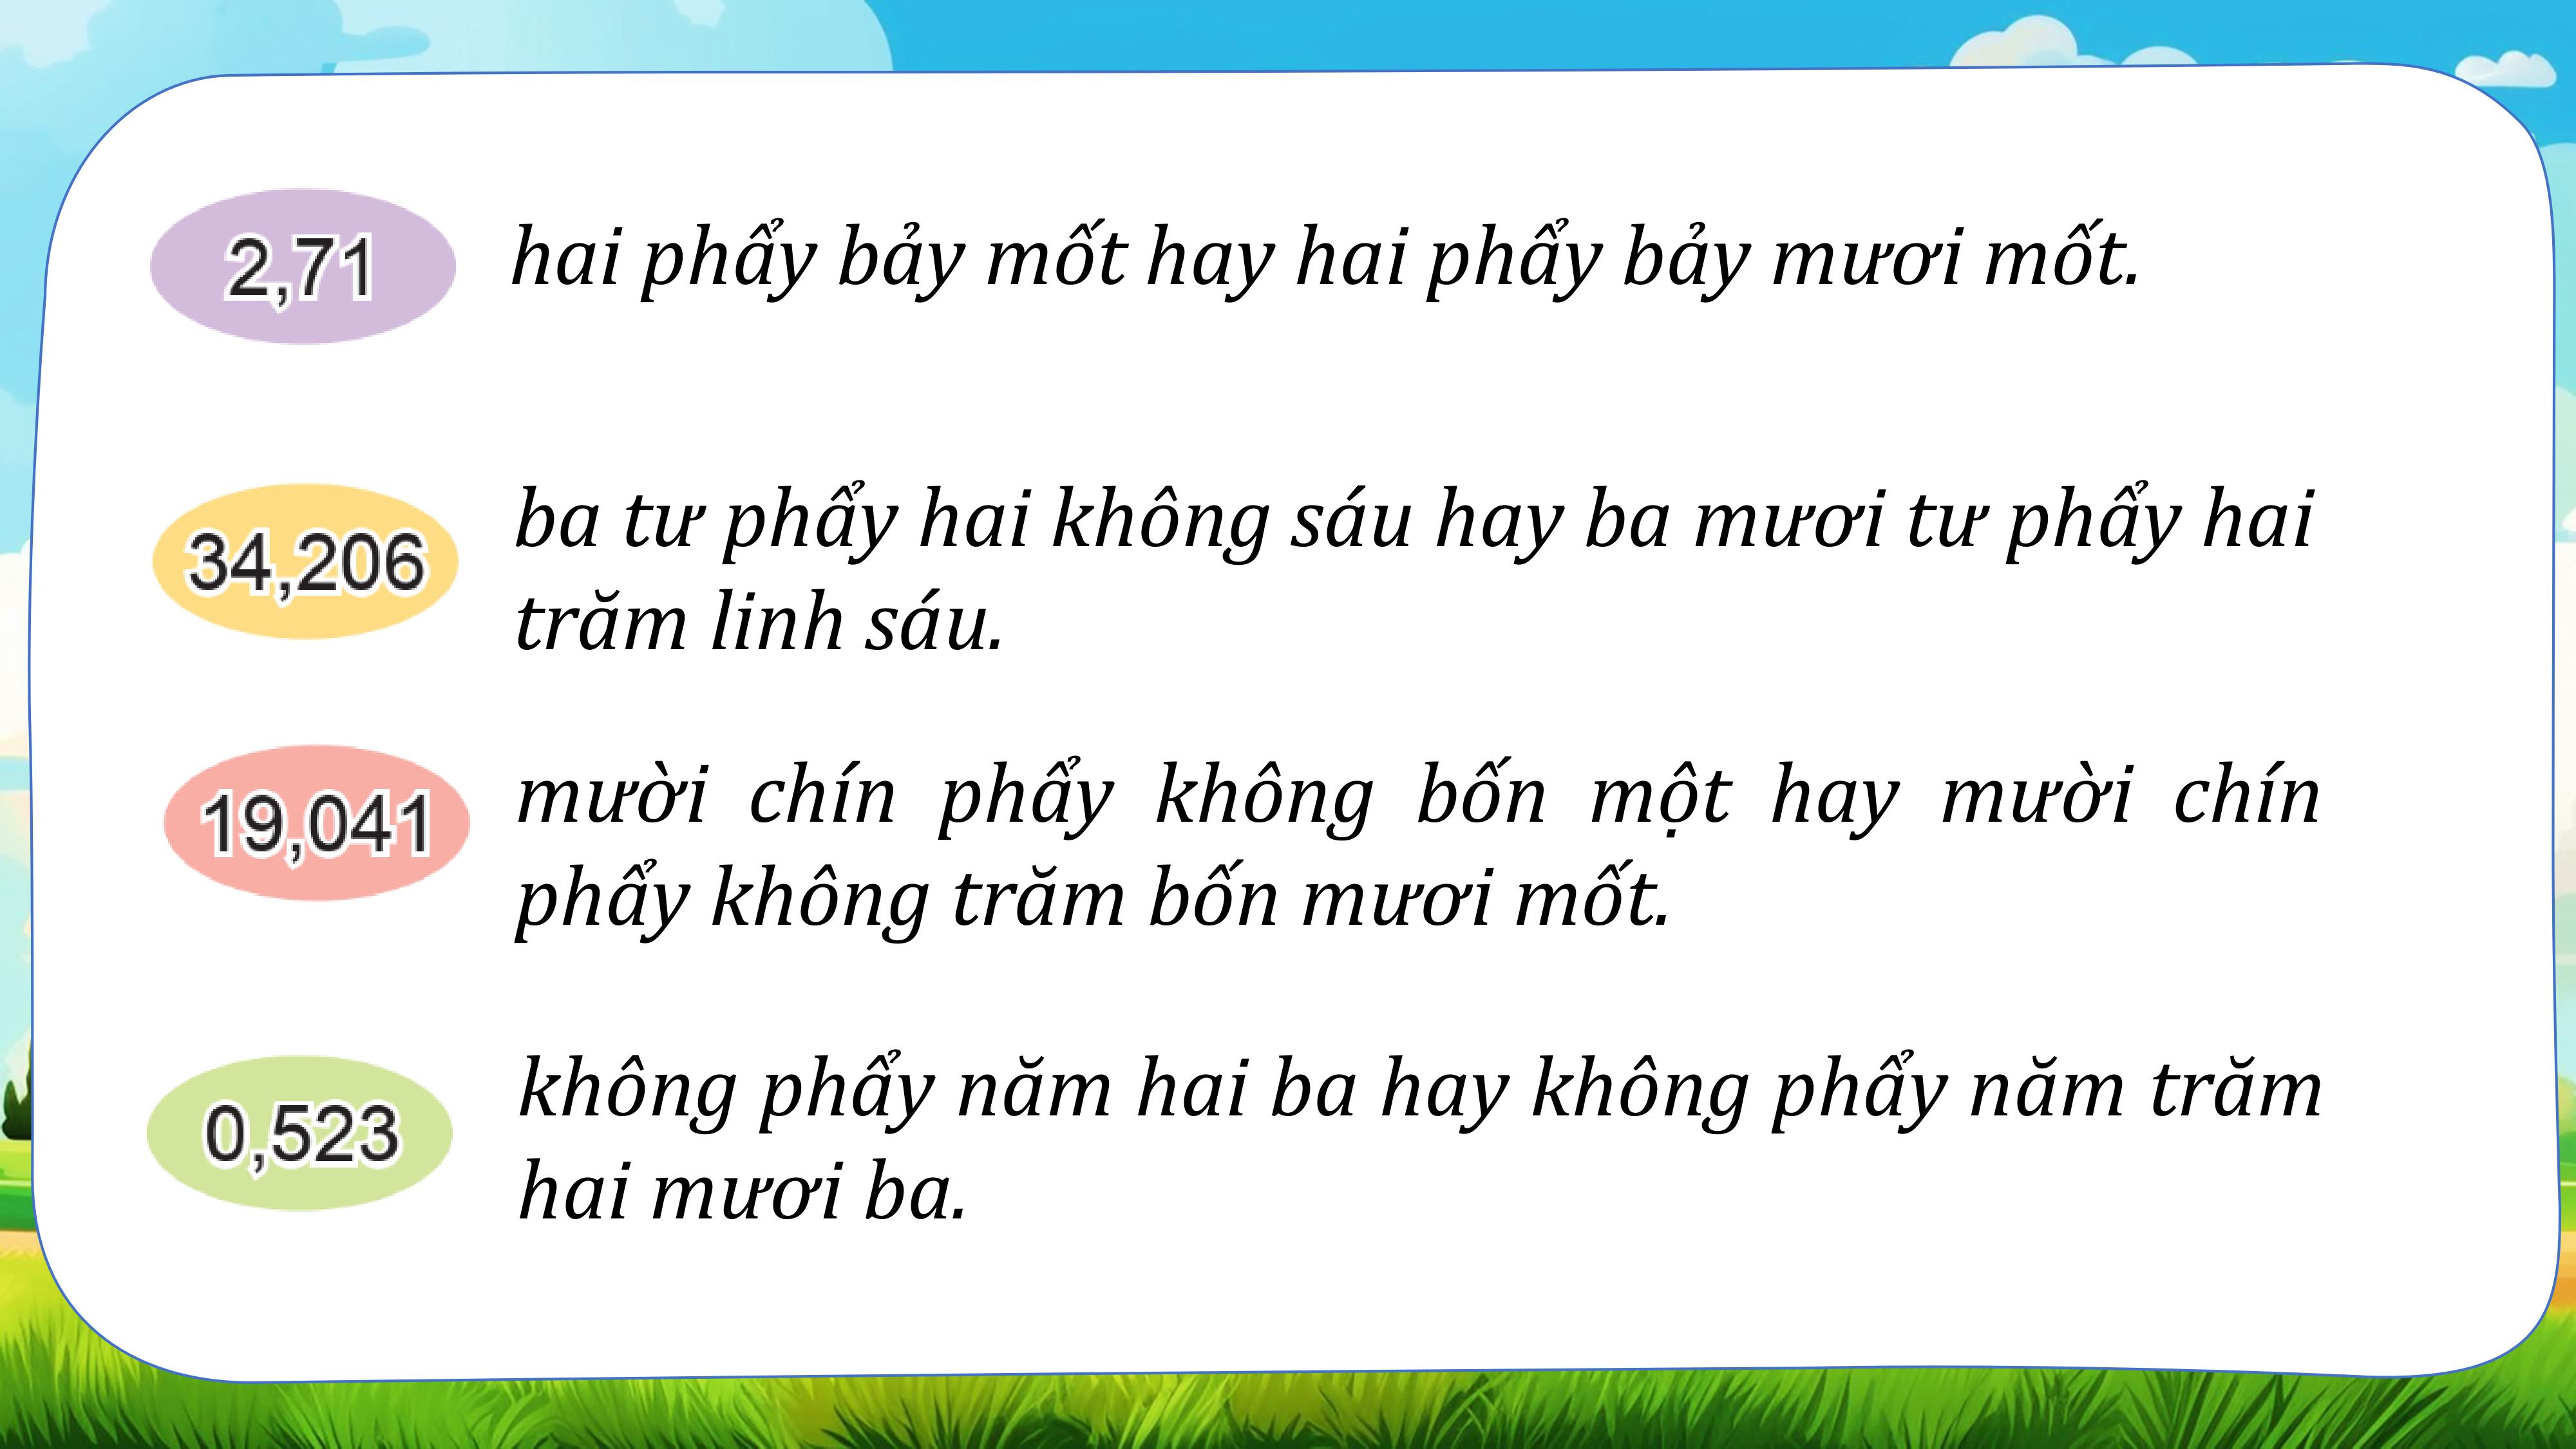 2,71
hai phẩy bảy mốt hay hai phẩy bảy mươi mốt.
34,206
ba tư phẩy hai không sáu hay ba mươi tư phẩy hai
trăm linh sáu.
19,041
mười chín phẩy không bốn một hay mười chín
phẩy không trăm bốn mươi mốt.
0,523
không phẩy năm hai ba hay không phẩy năm trăm
hai mươi ba.